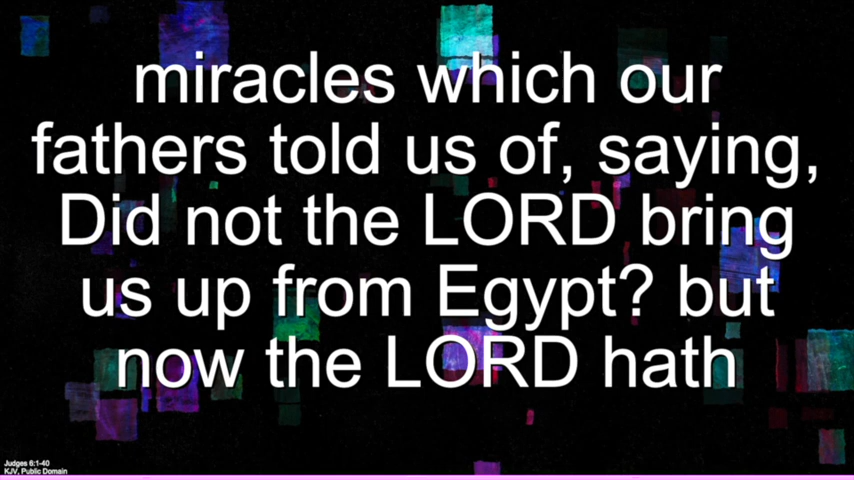 miracles which our
fathers told us of, saying,
Did not the LORD bring
us up from Egypt? but
now the LORD hath
Judges 6:1-40
KJV, Public Domain